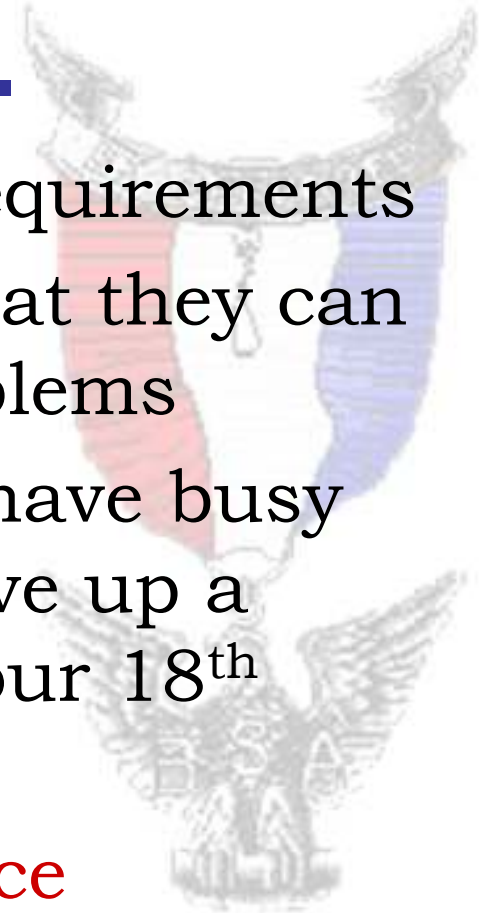 equirements
at they can
blems
have busy
ve up a
our 18th
ce
B S A